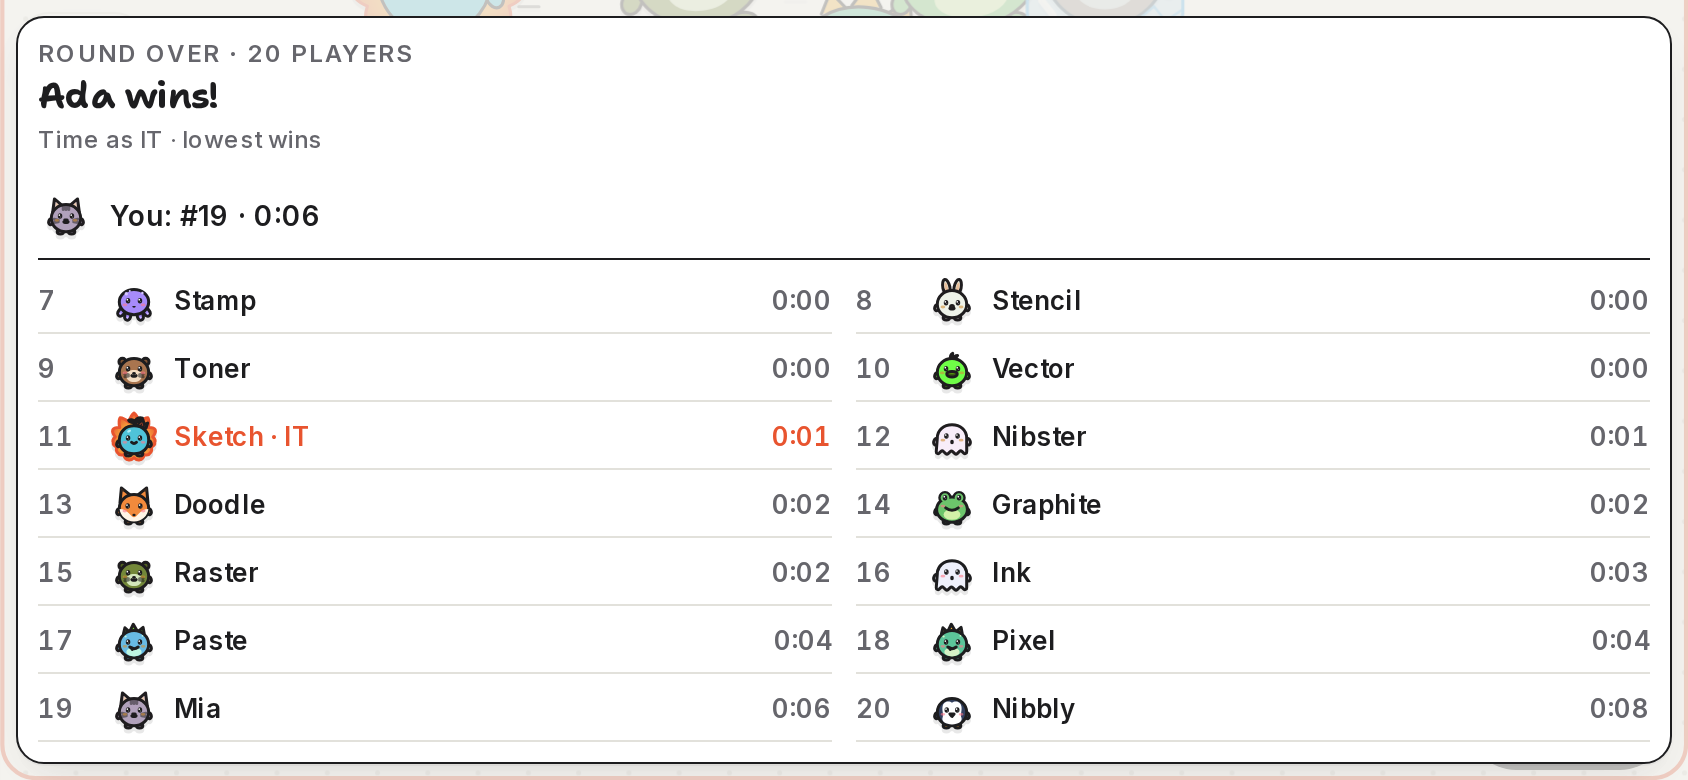 ROUND OVER · 20 PLAYERS
Ada wins!
Time as IT · lowest wins
You: #19 · 0:06
7 Stamp 0:00 8 Stencil 0:00
9 Toner 0:00 10 Vector 0:00
11 Sketch · IT 0:01 12 Nibster 0:01
13 Doodle 0:02 14 Graphite 0:02
15 Raster 0:02 16 Ink 0:03
17 Paste 0:04 18 Pixel 0:04
19 Mia 0:06 20 Nibbly 0:08